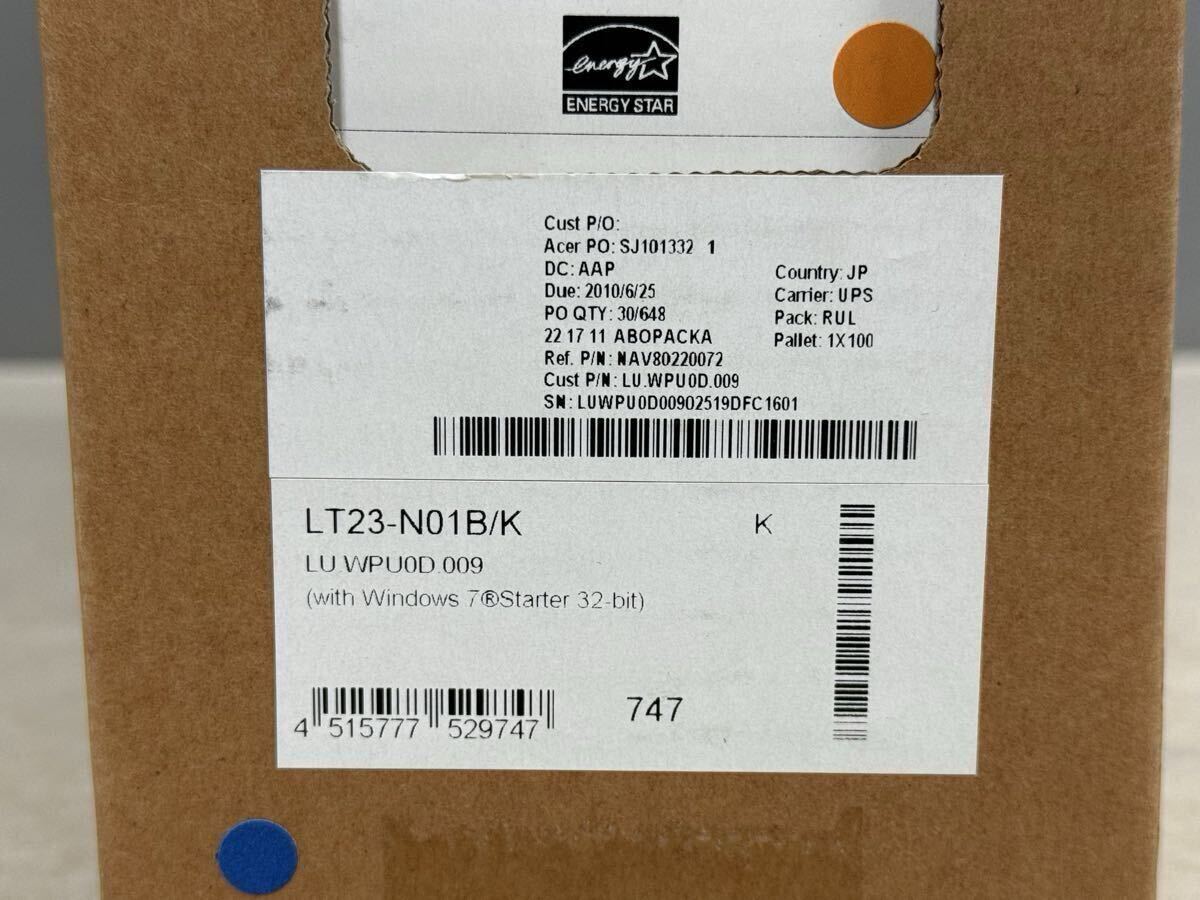 energy
ENERGY STAR
Cust P/O:
Acer PO: SJ101332 1
DC: AAP
Due: 2010/6/25
PO QTY: 30/648
22 17 11 ABOPACKA
Ref. P/N: NAV80220072
Cust P/N: LU.WPU0D.009
SN: LUWPU0D00902519DFC1601
Country: JP
Carrier: UPS
Pack: RUL
Pallet: 1X100
LT23-N01B/K K
LU.WPU0D.009
(with Windows 7®Starter 32-bit)
4 515777 529747
747